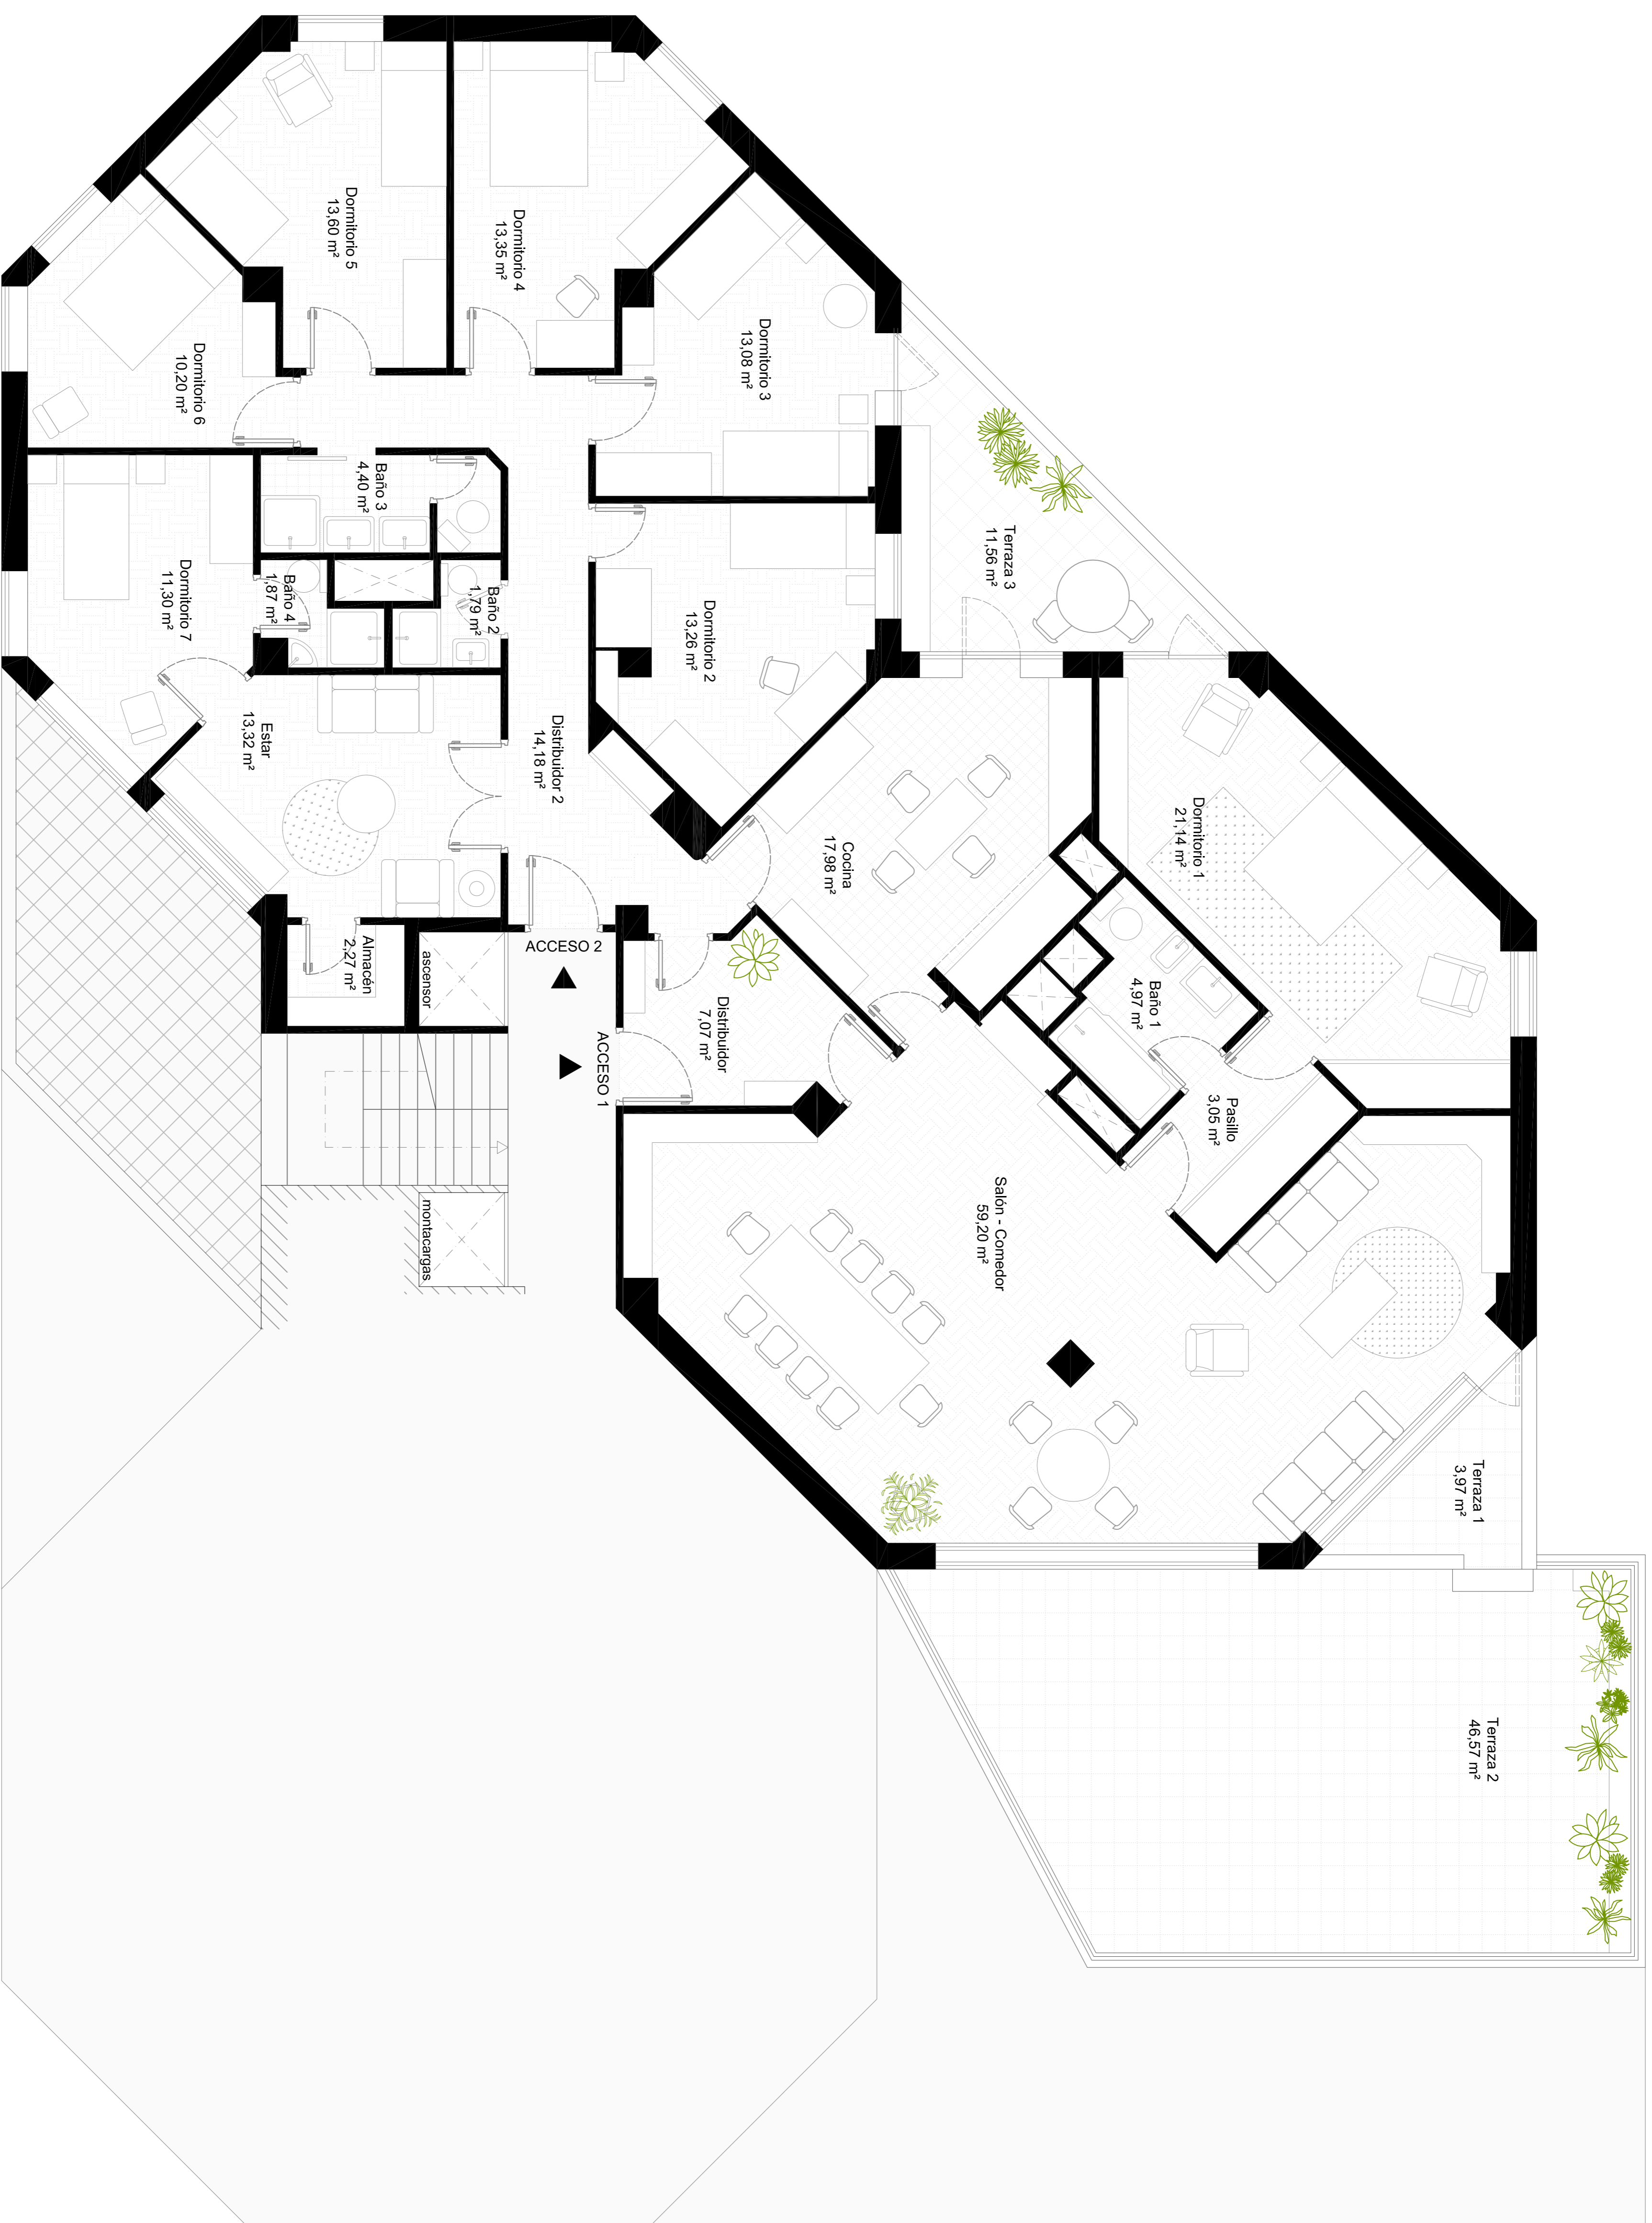 Dormitorio 5
13,60 m²
Dormitorio 4
13,35 m²
Dormitorio 3
13,08 m²
Dormitorio 6
10,20 m²
Baño 3
4,40 m²
Terraza 3
11,56 m²
Dormitorio 7
11,30 m²
Baño 4
1,87 m²
Baño 2
1,79 m²
Dormitorio 2
13,26 m²
Estar
13,32 m²
Distribuidor 2
14,18 m²
Cocina
17,98 m²
Dormitorio 1
21,14 m²
Almacén
2,27 m²
ascensor
ACCESO 2
ACCESO 1
Distribuidor
7,07 m²
Baño 1
4,97 m²
Pasillo
3,05 m²
montacargas
Salón - Comedor
59,20 m²
Terraza 1
3,97 m²
Terraza 2
46,57 m²